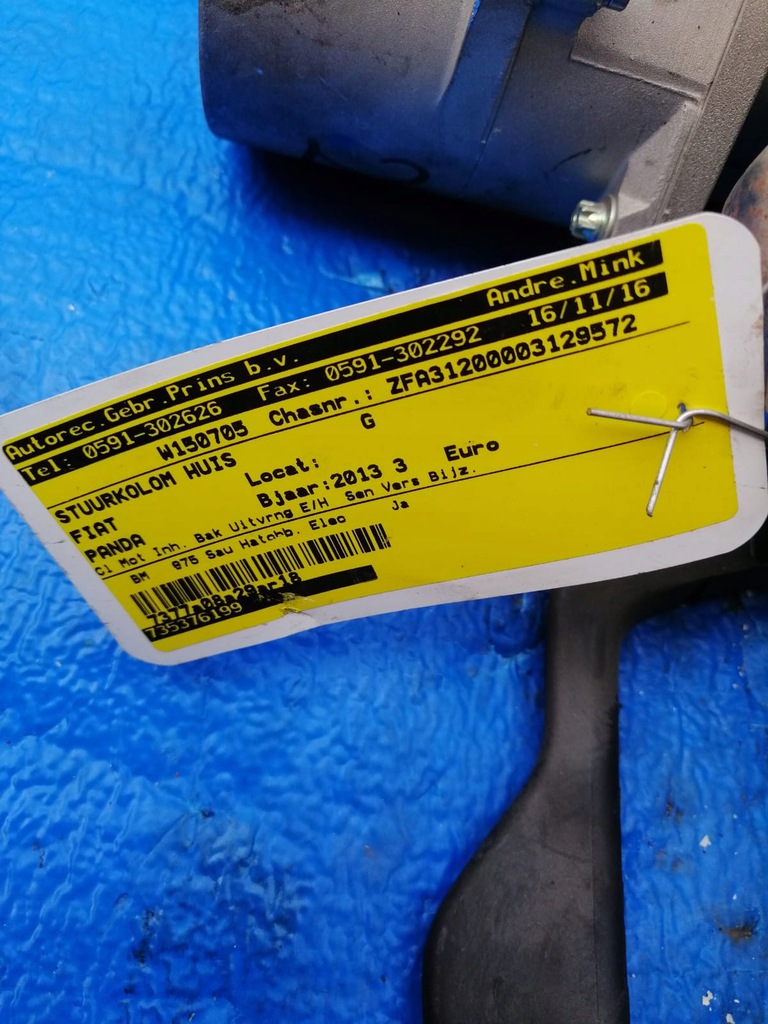 Autorec.Gebr.Prins b.v. Andre.Mink
Tel: 0591-302626 Fax: 0591-302292 16/11/16
W150705 Chasnr.: ZFA31200003129572
STUURKOLOM HUIS G
FIAT Locat:
PANDA Bjaar:2013 3 Euro
Cl Mot Inh. Bak Uitvrng E/H Sen Vers Bijz.
BM 875 Sau Hatchb. Elec Ja
735376199